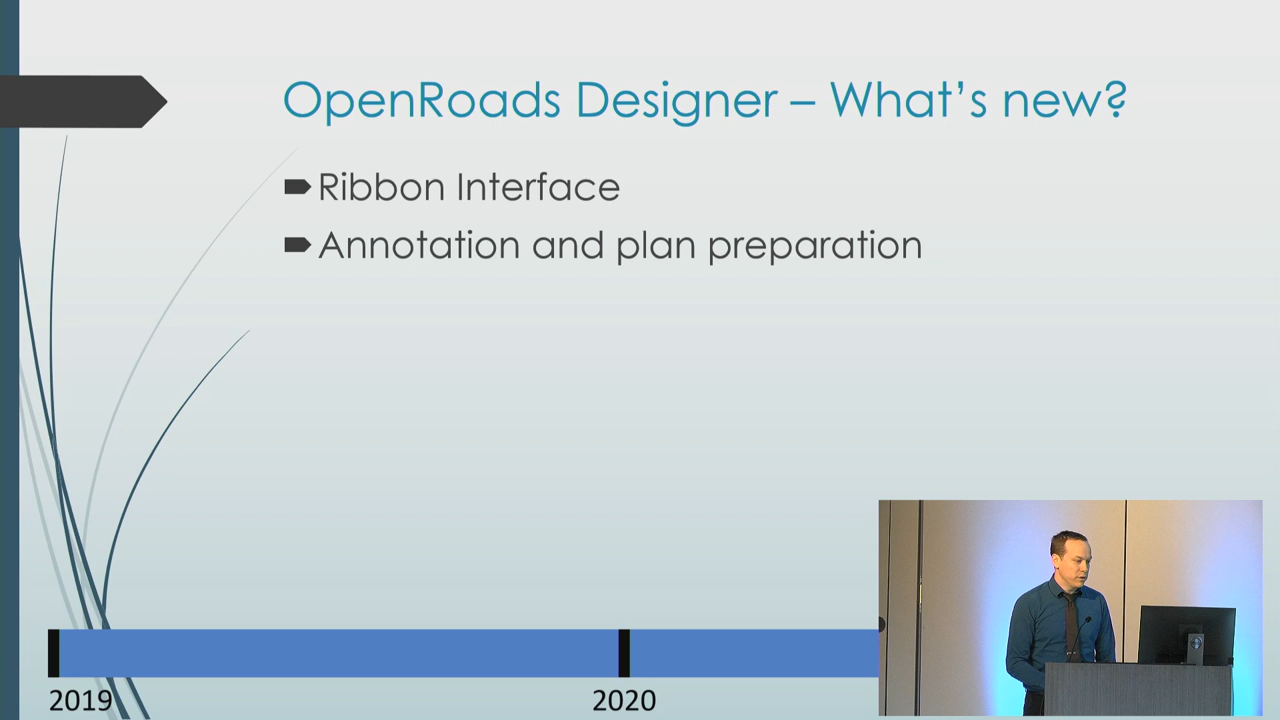 OpenRoads Designer – What's new?
Ribbon Interface
Annotation and plan preparation
2019
2020